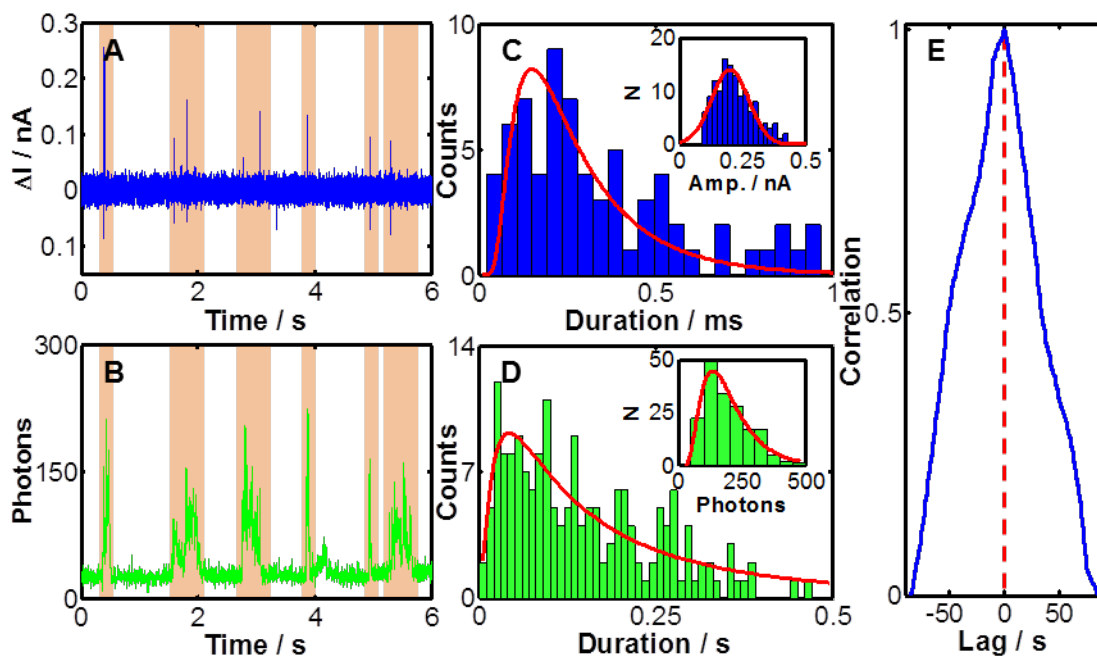 A
0.3
0.2
0.1
0
0.1
ΔI / nA
0 2 4 6
Time / s
B
300
150
0
Photons
0 2 4 6
Time / s
C
10
5
0
Counts
0 0.5 1
Duration / ms
20
10
0
N
0 0.2 0.5
Amp. / nA
D
14
7
0
Counts
0 0.25 0.5
Duration / s
50
25
0
N
0 250 500
Photons
E
1
0.5
0
Correlation
-50 0 50
Lag / s